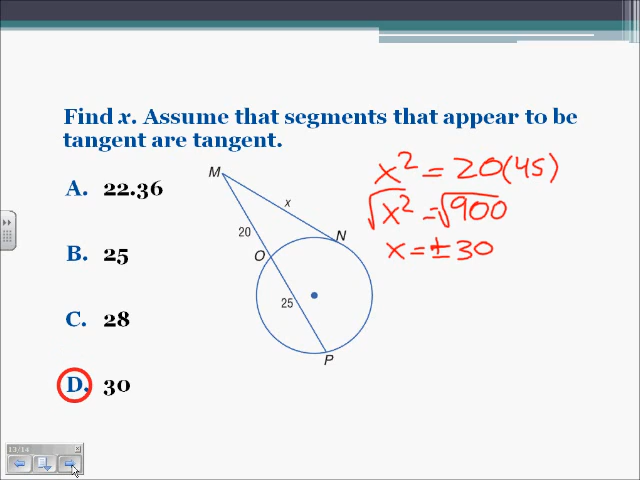 Find x. Assume that segments that appear to be
tangent are tangent.
A. 22.36
B. 25
C. 28
D. 30
M
x
20
N
O
25
P
x² = 20(45)
√x² = √900
x = ± 30
13/14